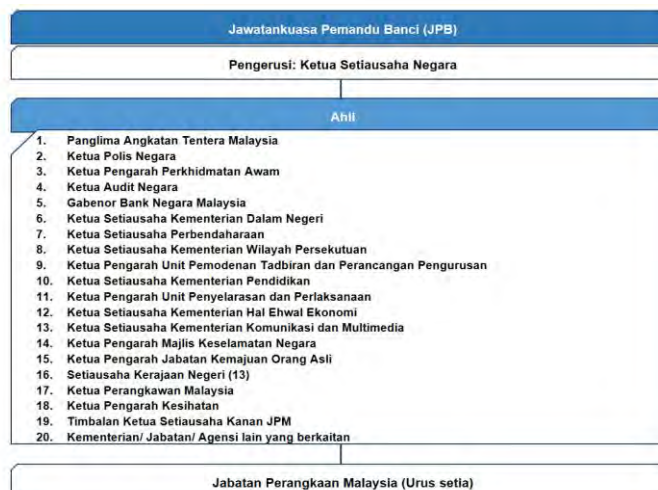 Jawatankuasa Pemandu Banci (JPB)
Pengerusi: Ketua Setiausaha Negara
Ahli
1. Panglima Angkatan Tentera Malaysia
2. Ketua Polis Negara
3. Ketua Pengarah Perkhidmatan Awam
4. Ketua Audit Negara
5. Gabenor Bank Negara Malaysia
6. Ketua Setiausaha Kementerian Dalam Negeri
7. Ketua Setiausaha Perbendaharaan
8. Ketua Setiausaha Kementerian Wilayah Persekutuan
9. Ketua Pengarah Unit Pemodenan Tadbiran dan Perancangan Pengurusan
10. Ketua Setiausaha Kementerian Pendidikan
11. Ketua Pengarah Unit Penyelarasan dan Perlaksanaan
12. Ketua Setiausaha Kementerian Hal Ehwal Ekonomi
13. Ketua Setiausaha Kementerian Komunikasi dan Multimedia
14. Ketua Pengarah Majlis Keselamatan Negara
15. Ketua Pengarah Jabatan Kemajuan Orang Asli
16. Setiausaha Kerajaan Negeri (13)
17. Ketua Perangkawan Malaysia
18. Ketua Pengarah Kesihatan
19. Timbalan Ketua Setiausaha Kanan JPM
20. Kementerian/ Jabatan/ Agensi lain yang berkaitan
Jabatan Perangkaan Malaysia (Urus setia)